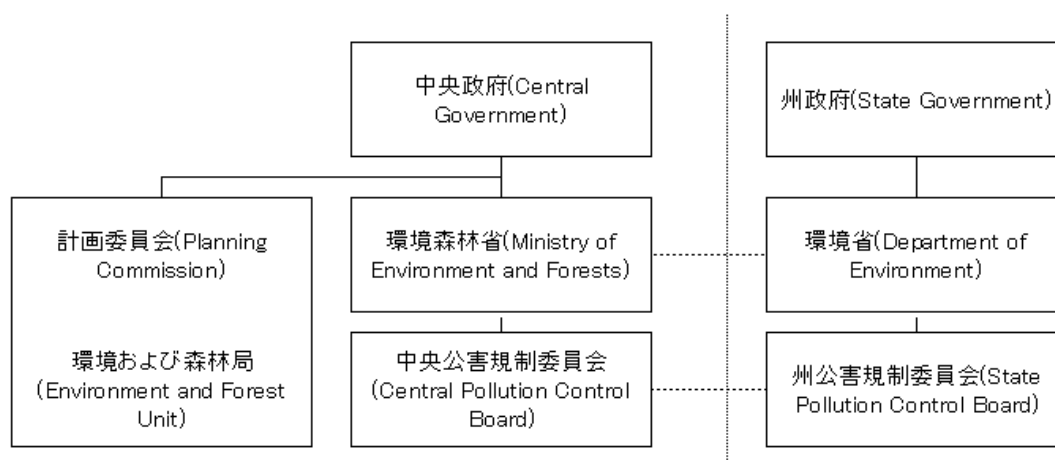 中央政府(Central
Government)
州政府(State Government)
計画委員会(Planning
Commission)
環境および森林局
(Environment and Forest
Unit)
環境森林省(Ministry of
Environment and Forests)
環境省(Department of
Environment)
中央公害規制委員会
(Central Pollution Control
Board)
州公害規制委員会(State
Pollution Control Board)